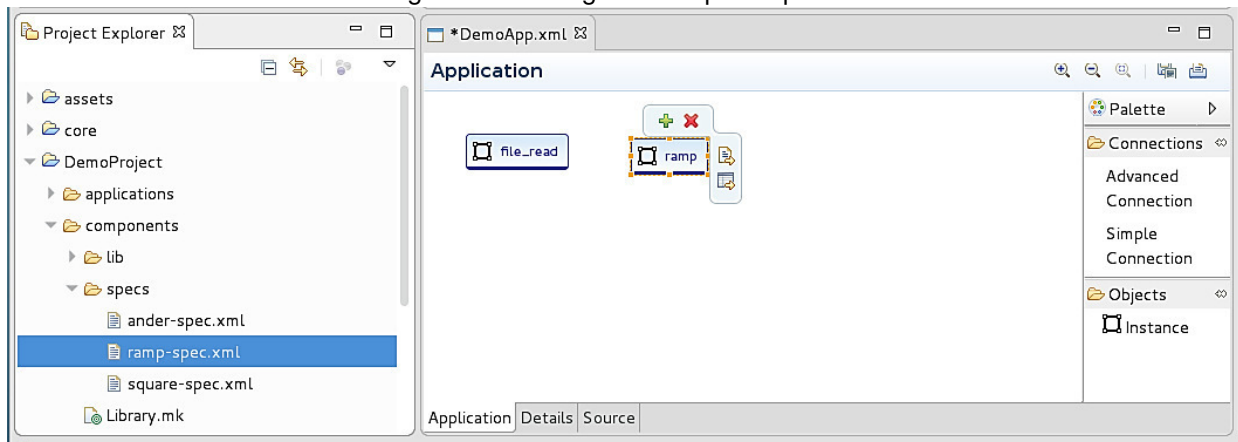 Project Explorer
*DemoApp.xml
Application
assets
core
DemoProject
applications
components
lib
specs
ander-spec.xml
ramp-spec.xml
square-spec.xml
Library.mk
file_read
ramp
Palette
Connections
Advanced
Connection
Simple
Connection
Objects
Instance
Application Details Source